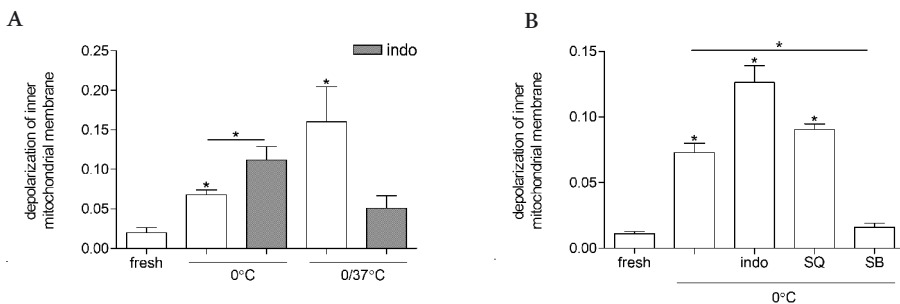 A
depolarization of inner
mitochondrial membrane
0.25
0.20
0.15
0.10
0.05
0.00
indo
*
*
*
fresh
0°C
0/37°C
B
depolarization of inner
mitochondrial membrane
0.15
0.10
0.05
0.00
*
*
*
*
fresh
indo
SQ
SB
0°C